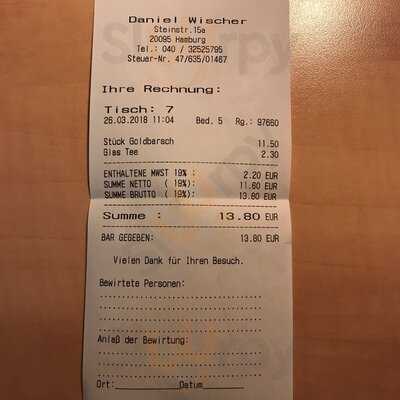 Daniel Wischer
Steinstr.15a
20095 Hamburg
Tel.: 040 / 32525795
Steuer-Nr. 47/635/01467
Ihre Rechnung:
Tisch: 7
26.03.2018 11:04 Bed. 5 Rg.: 97660
Stück Goldbarsch 11.50
Glas Tee 2.30
ENTHALTENE MWST 19% : 2.20 EUR
SUMME NETTO ( 19%): 11.60 EUR
SUMME BRUTTO ( 19%): 13.80 EUR
Summe : 13.80 EUR
BAR GEGEBEN: 13.80 EUR
Vielen Dank für Ihren Besuch.
Bewirtete Personen:
Anlaß der Bewirtung:
Ort:____________Datum________